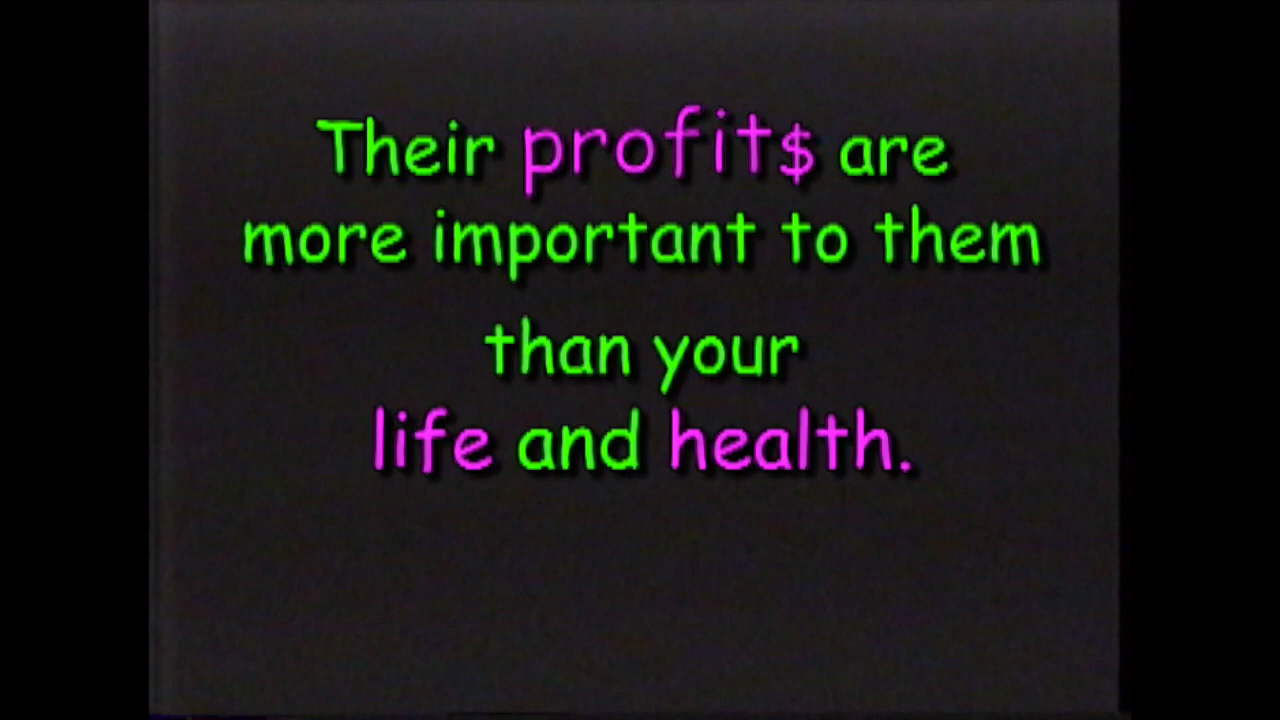 Their profit$ are
more important to them
than your
life and health.